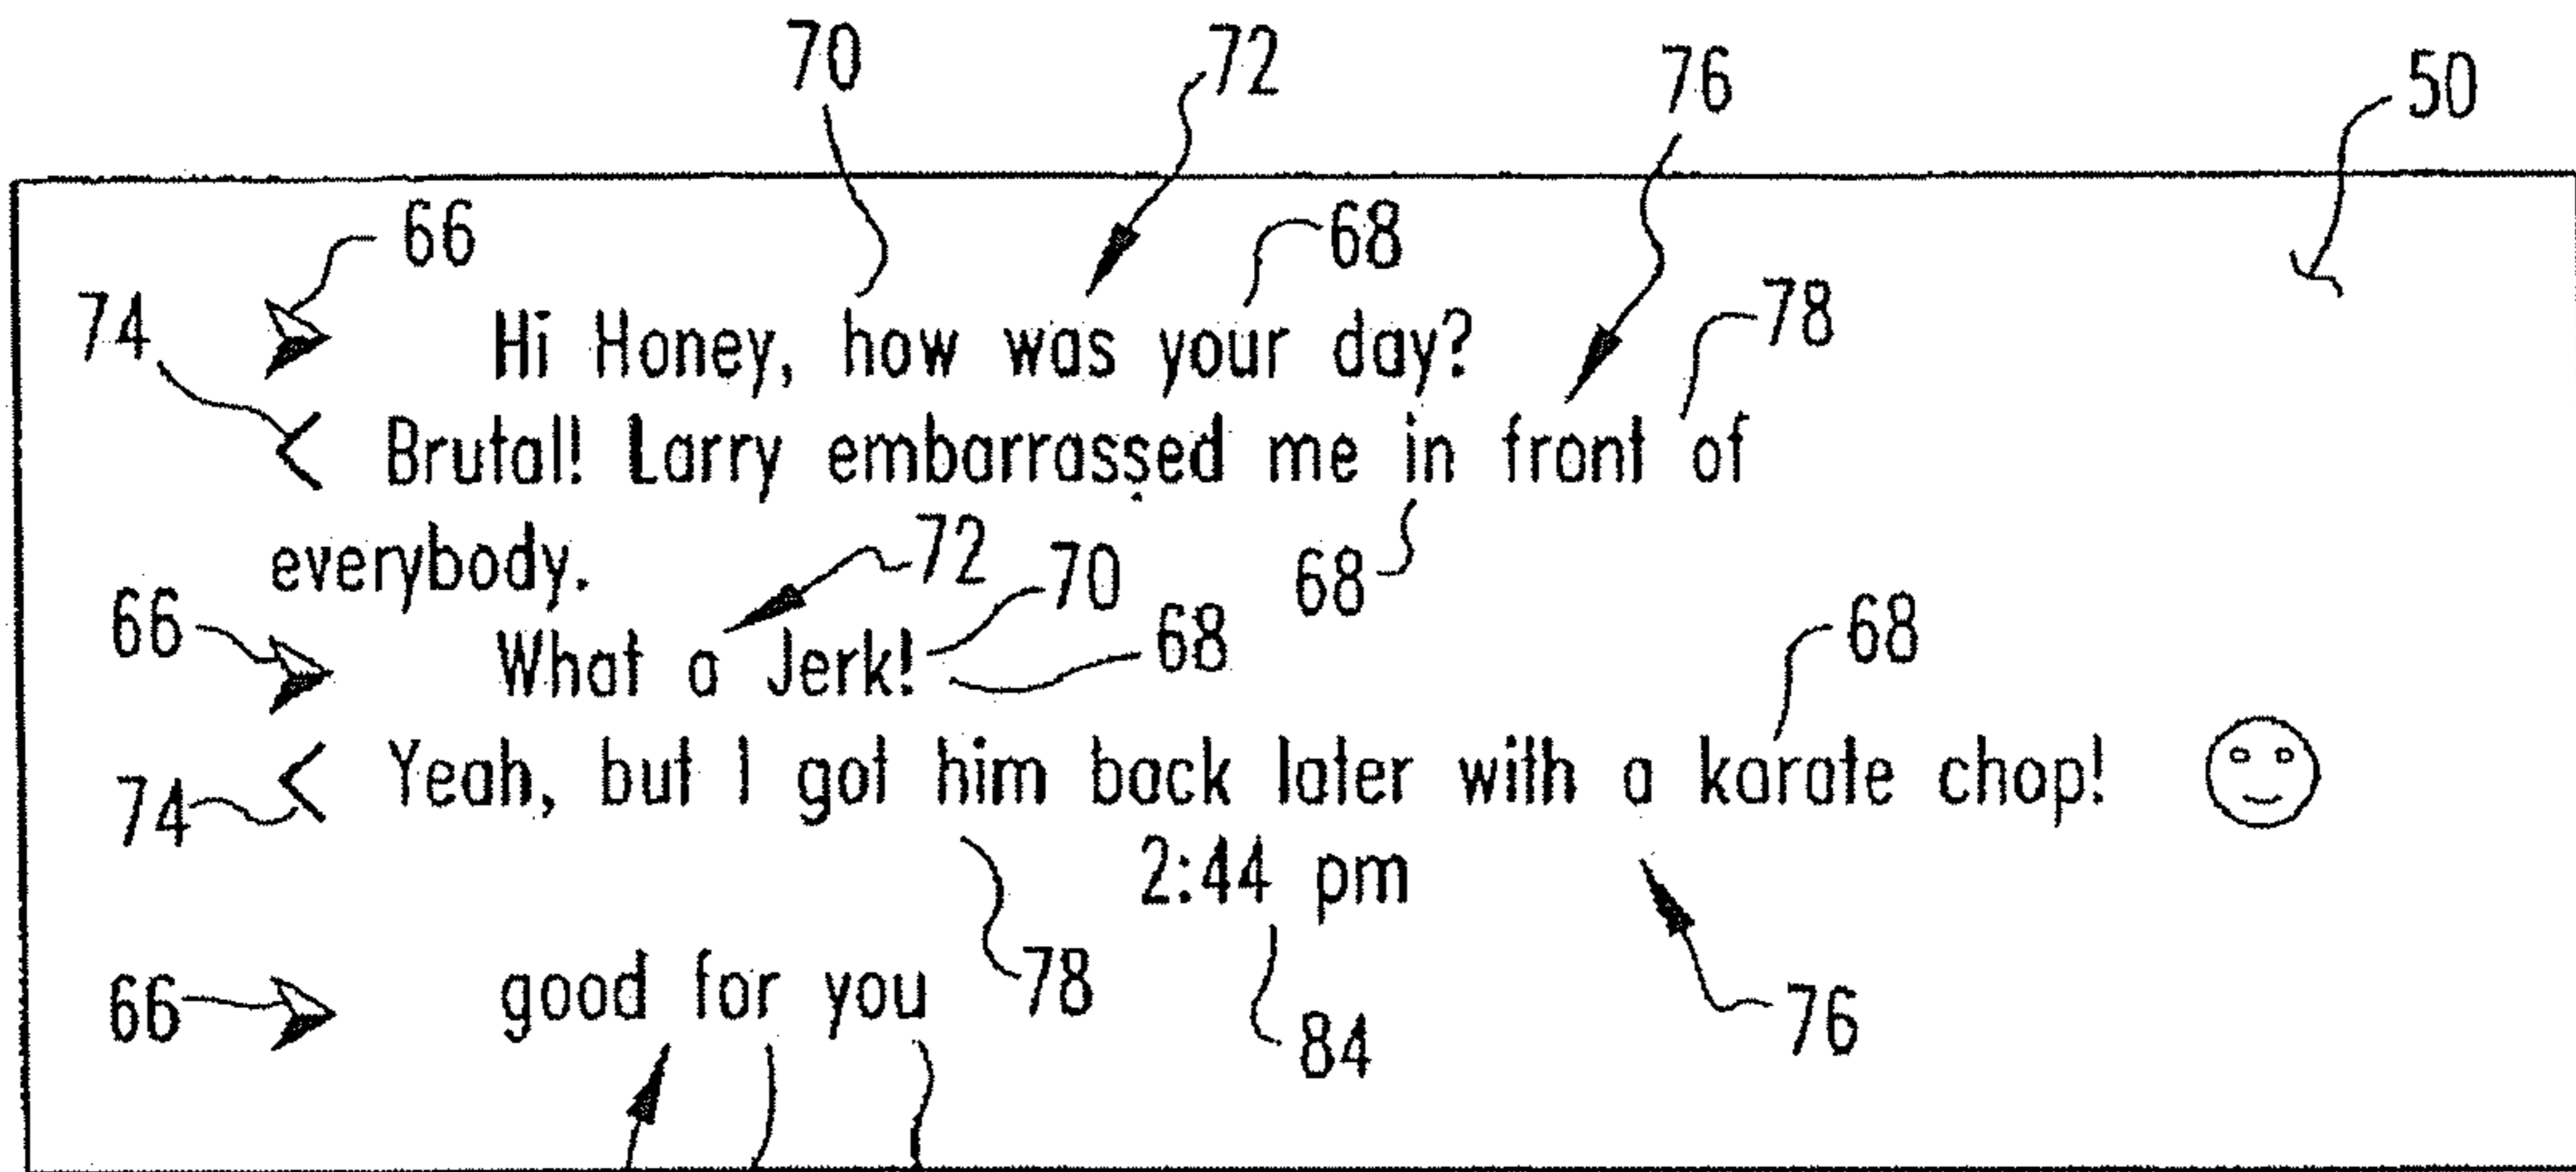 70 72 76 50
66 68
74 Hi Honey, how was your day? 78
< Brutal! Larry embarrassed me in front of
everybody. 72 70 68
66 What a Jerk! 68 68
< Yeah, but I got him back later with a karate chop!
74 2:44 pm
66 good for you 78 84 76